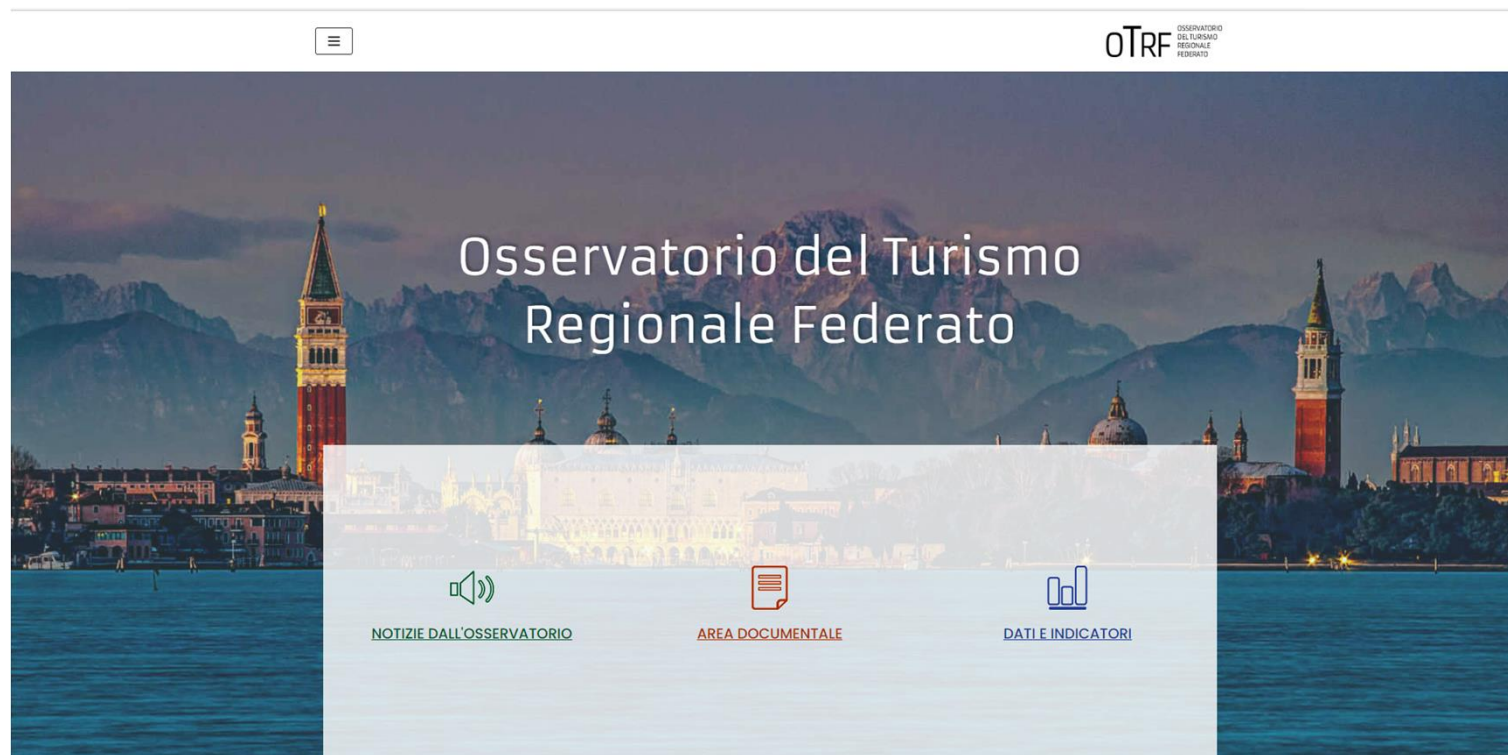 OTRF
OSSERVATORIO
DEL TURISMO
REGIONALE
FEDERATO
Osservatorio del Turismo
Regionale Federato
NOTIZIE DALL'OSSERVATORIO
AREA DOCUMENTALE
DATI E INDICATORI